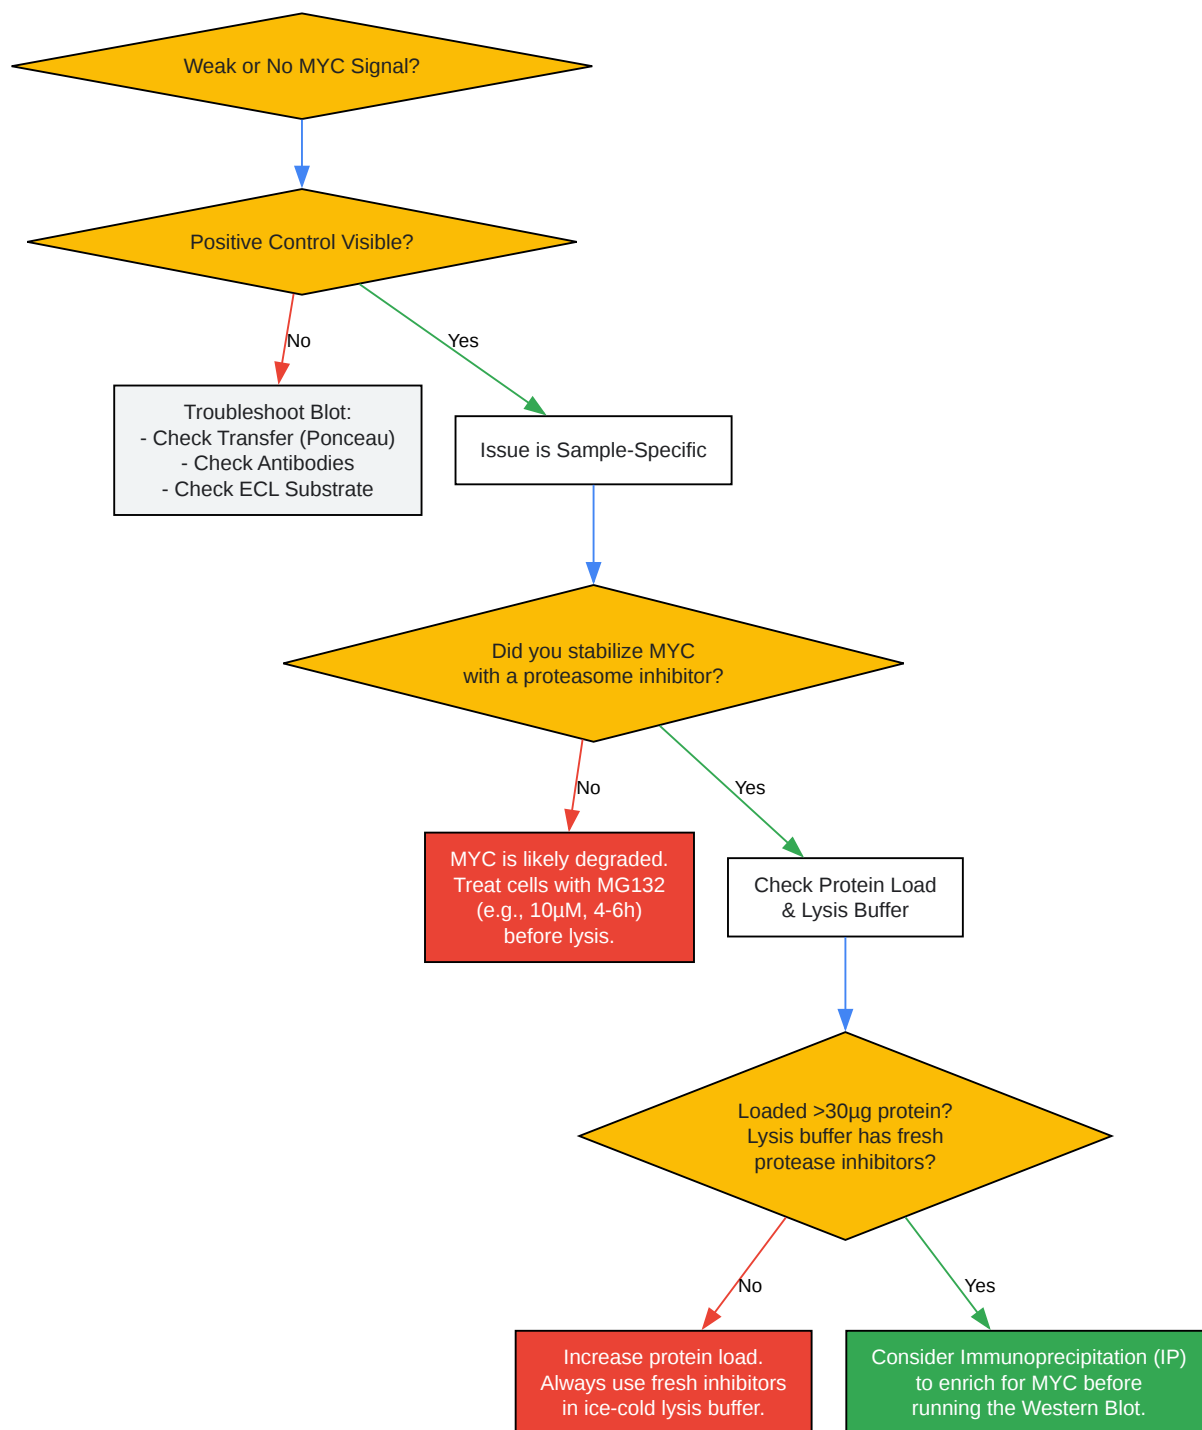 Weak or No MYC Signal?
Positive Control Visible?
No
Yes
Troubleshoot Blot:
- Check Transfer (Ponceau)
- Check Antibodies
- Check ECL Substrate
Issue is Sample-Specific
Did you stabilize MYC
with a proteasome inhibitor?
No
Yes
MYC is likely degraded.
Treat cells with MG132
(e.g., 10µM, 4-6h)
before lysis.
Check Protein Load
& Lysis Buffer
Loaded >30µg protein?
Lysis buffer has fresh
protease inhibitors?
No
Yes
Increase protein load.
Always use fresh inhibitors
in ice-cold lysis buffer.
Consider Immunoprecipitation (IP)
to enrich for MYC before
running the Western Blot.